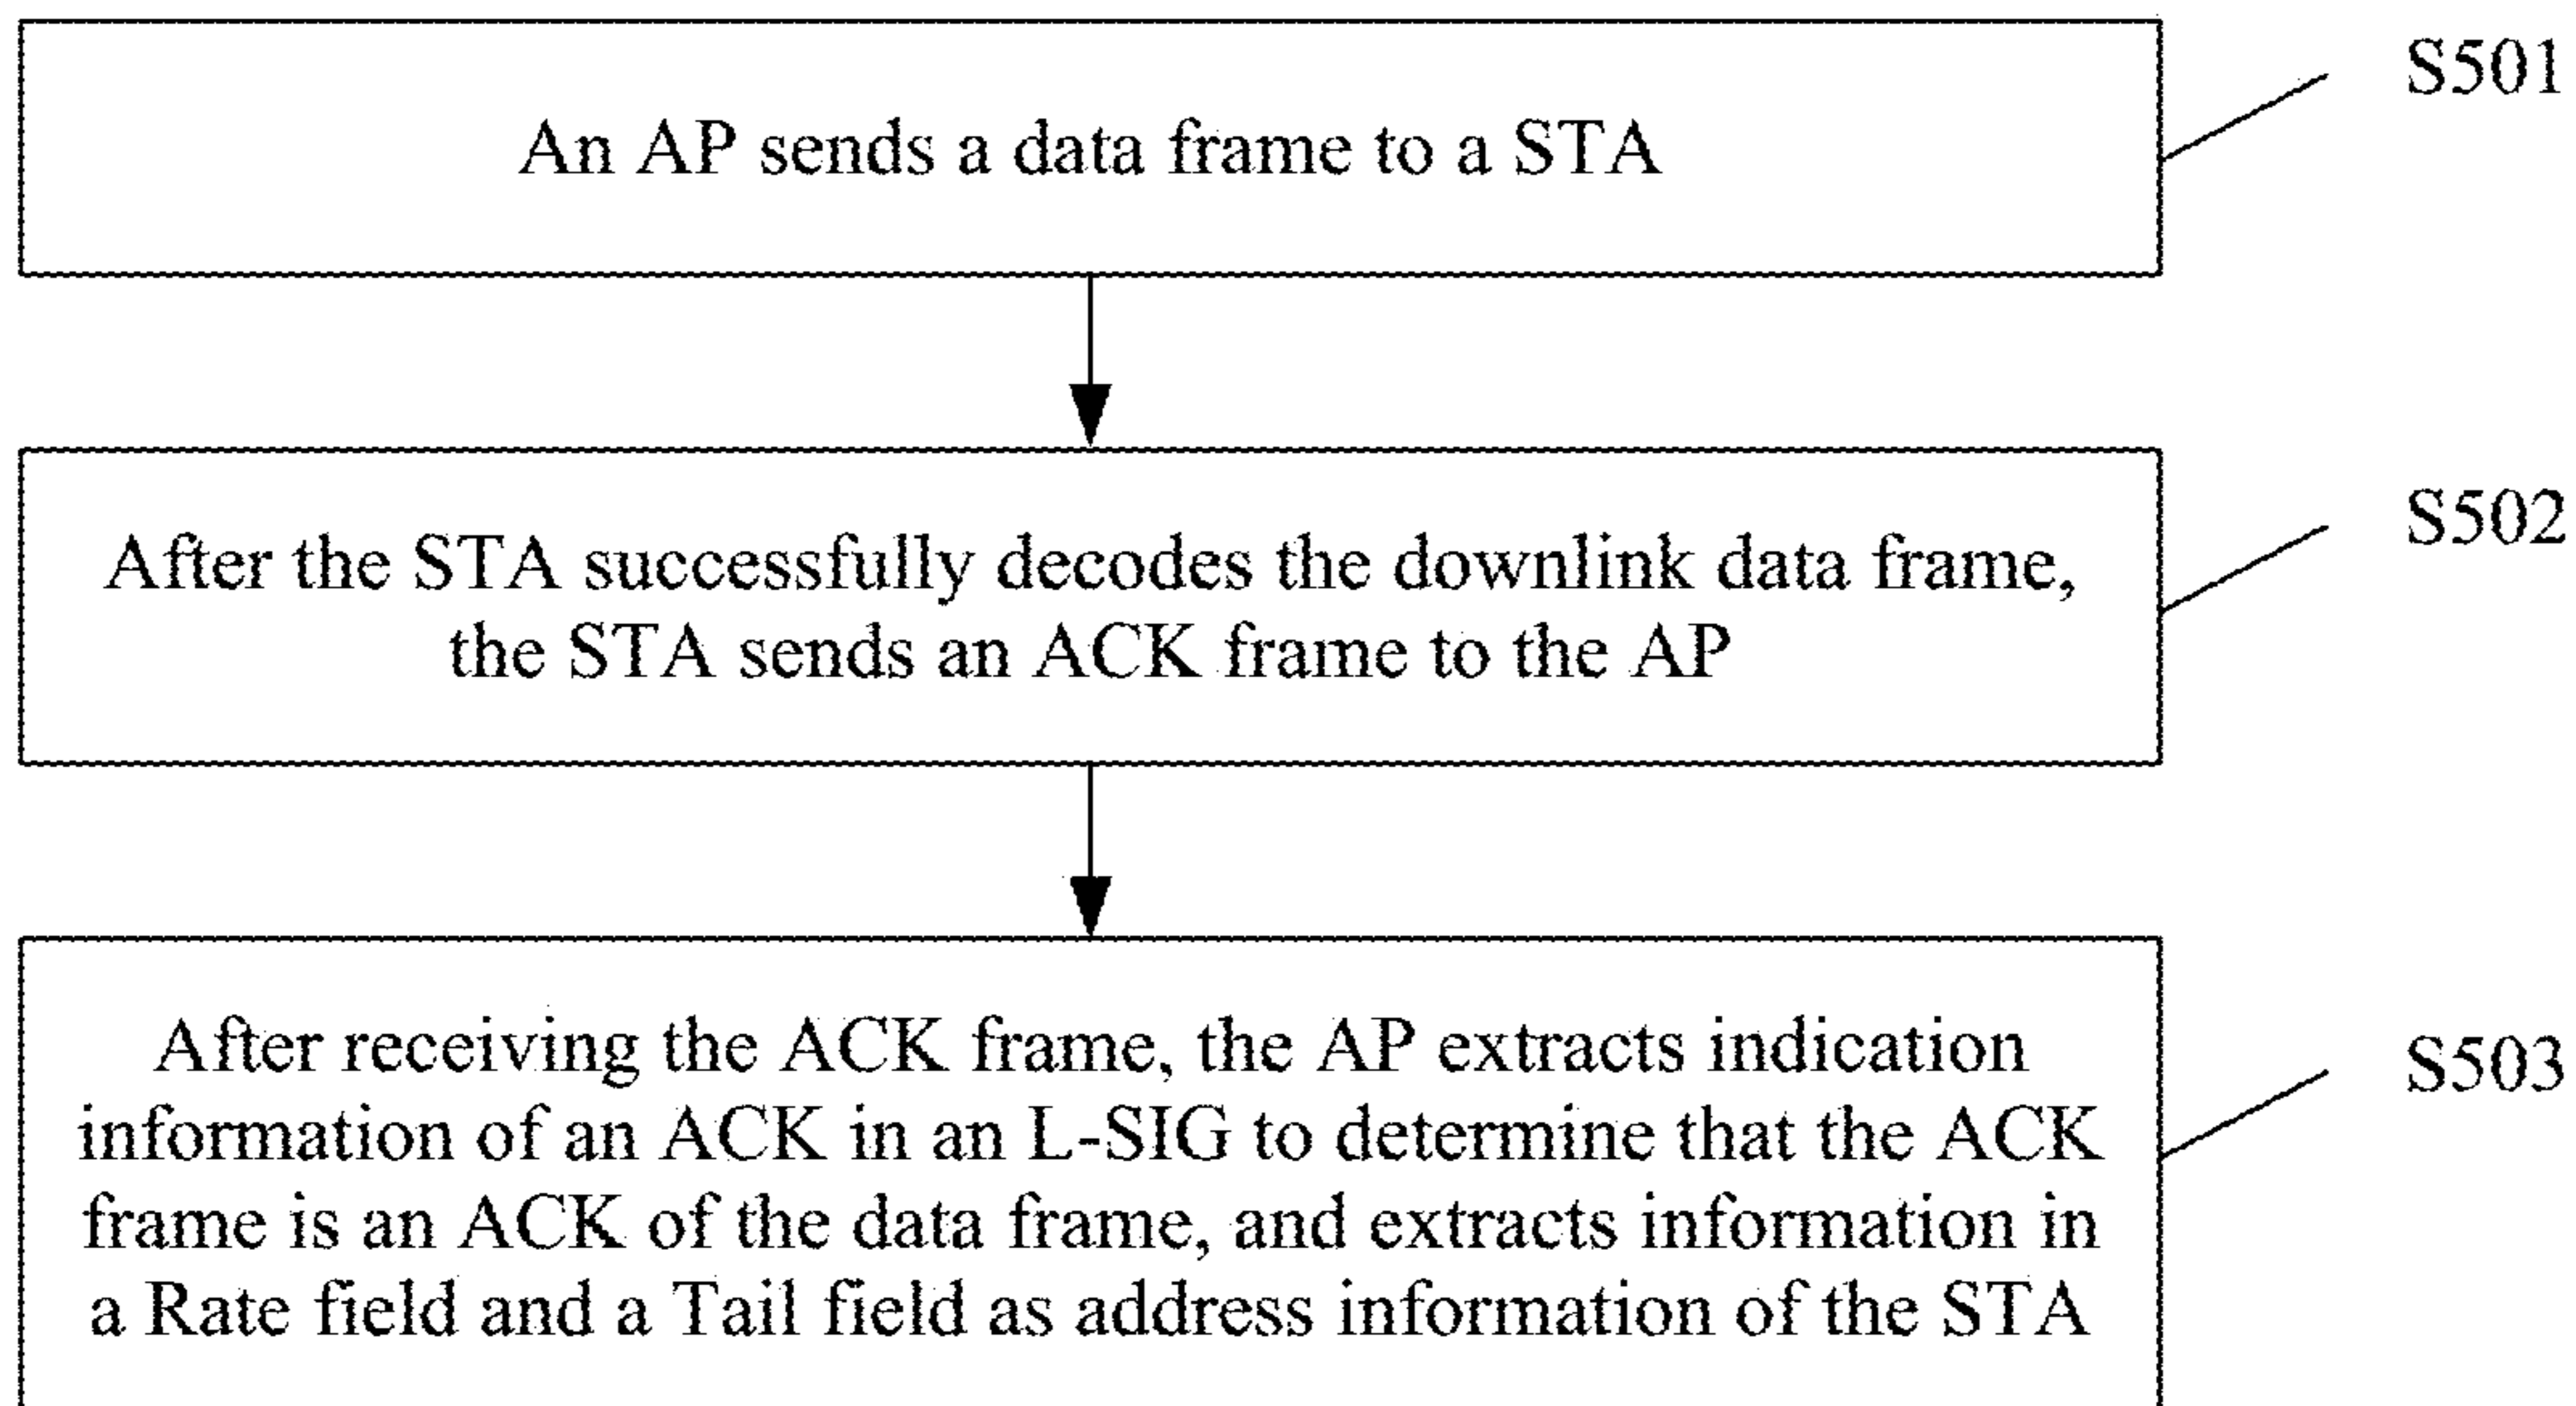 An AP sends a data frame to a STA
S501
After the STA successfully decodes the downlink data frame,
the STA sends an ACK frame to the AP
S502
After receiving the ACK frame, the AP extracts indication
information of an ACK in an L-SIG to determine that the ACK
frame is an ACK of the data frame, and extracts information in
a Rate field and a Tail field as address information of the STA
S503